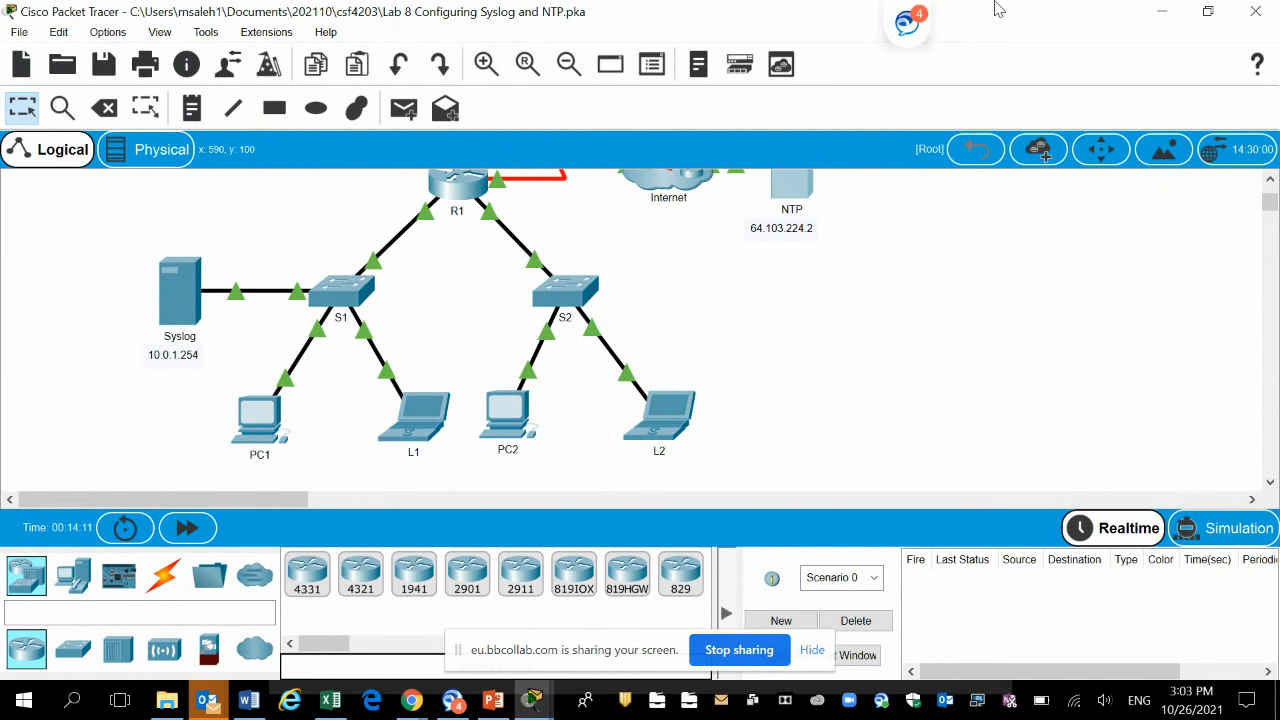 Cisco Packet Tracer - C:\Users\msaleh1\Documents\202110\csf4203\Lab 8 Configuring Syslog and NTP.pka
4
File Edit Options View Tools Extensions Help
R
?
Logical Physical x: 590, y: 100 [Root] 14:30:00
R1
Internet
NTP
64.103.224.2
S1
S2
Syslog
10.0.1.254
PC1
L1
PC2
L2
Time: 00:14:11 Realtime Simulation
4331 4321 1941 2901 2911 819IOX 819HGW 829
Scenario 0
Fire Last Status Source Destination Type Color Time(sec) Periodi
New Delete
eu.bbcollab.com is sharing your screen. Stop sharing Hide
t Window
4
ENG
3:03 PM
10/26/2021